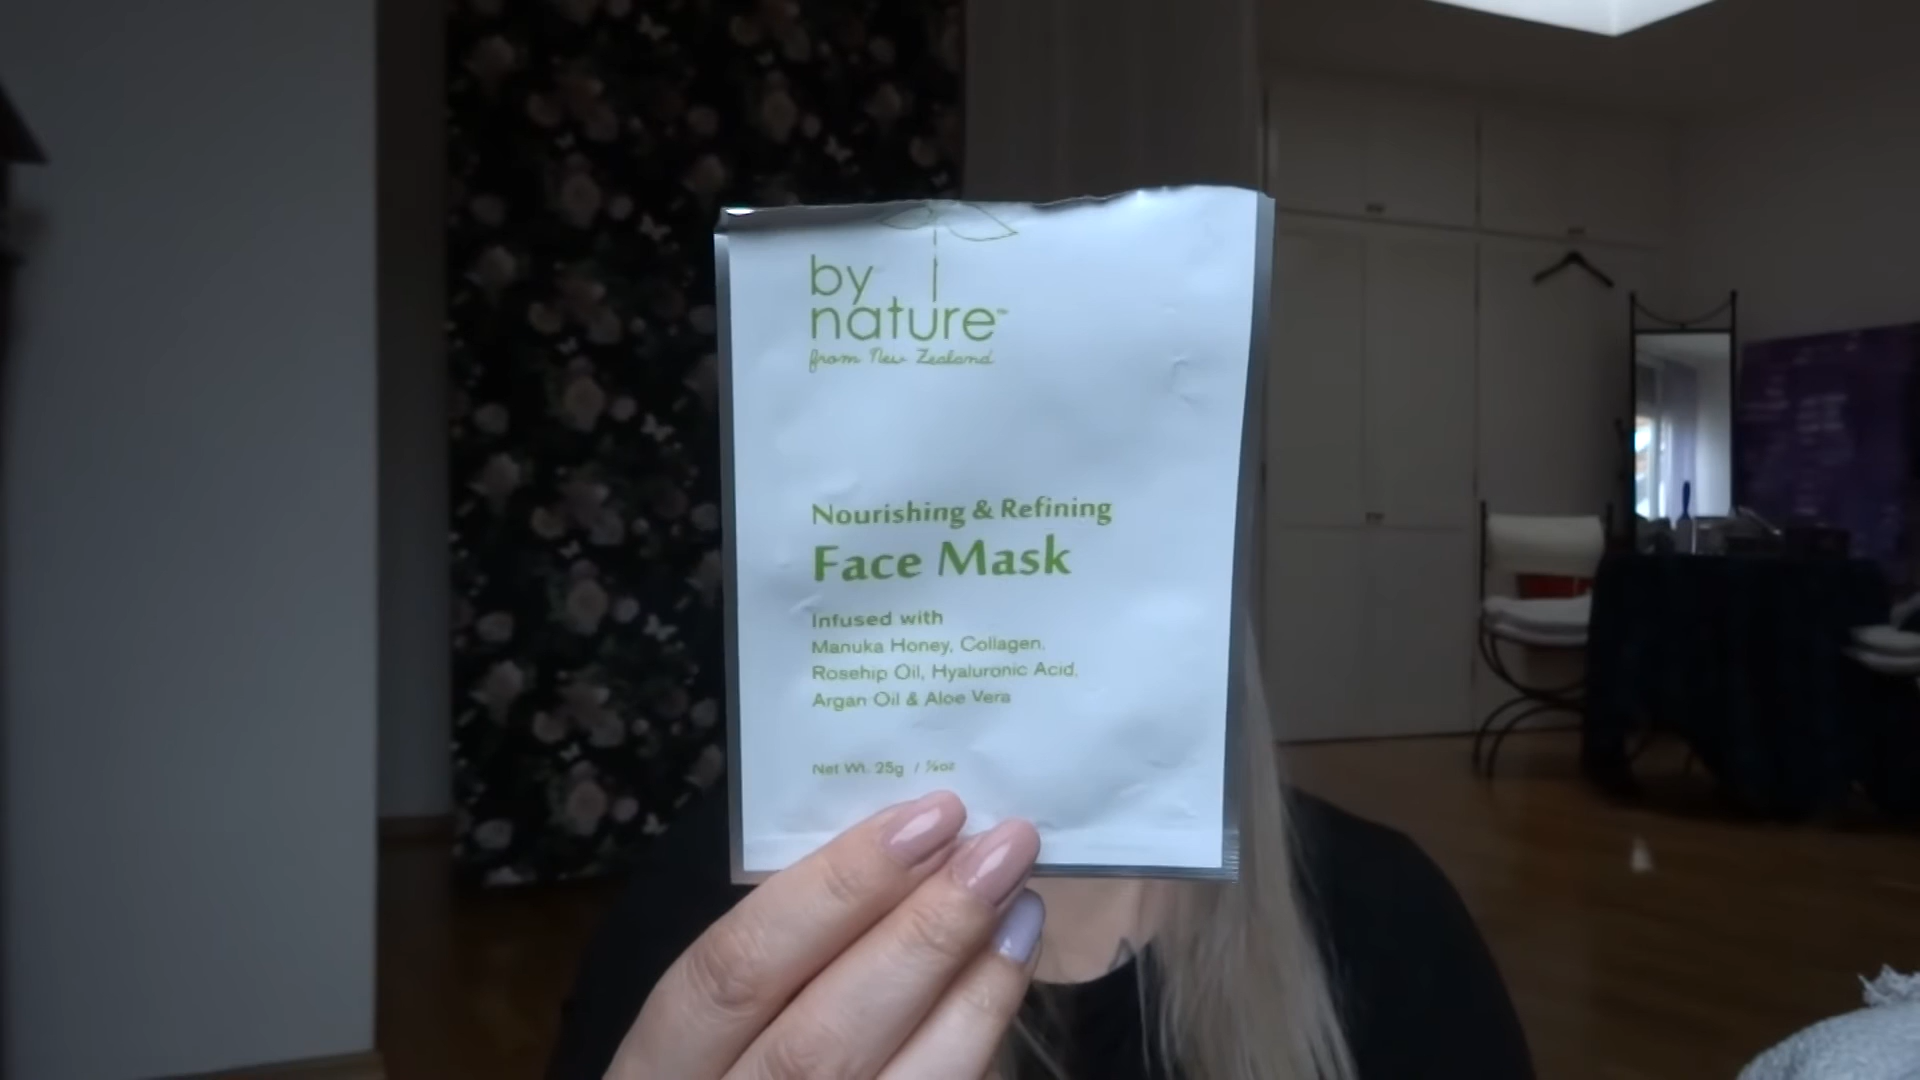 by
nature™
from New Zealand
Nourishing & Refining
Face Mask
Infused with
Manuka Honey, Collagen,
Rosehip Oil, Hyaluronic Acid,
Argan Oil & Aloe Vera
Net Wt. 25g /